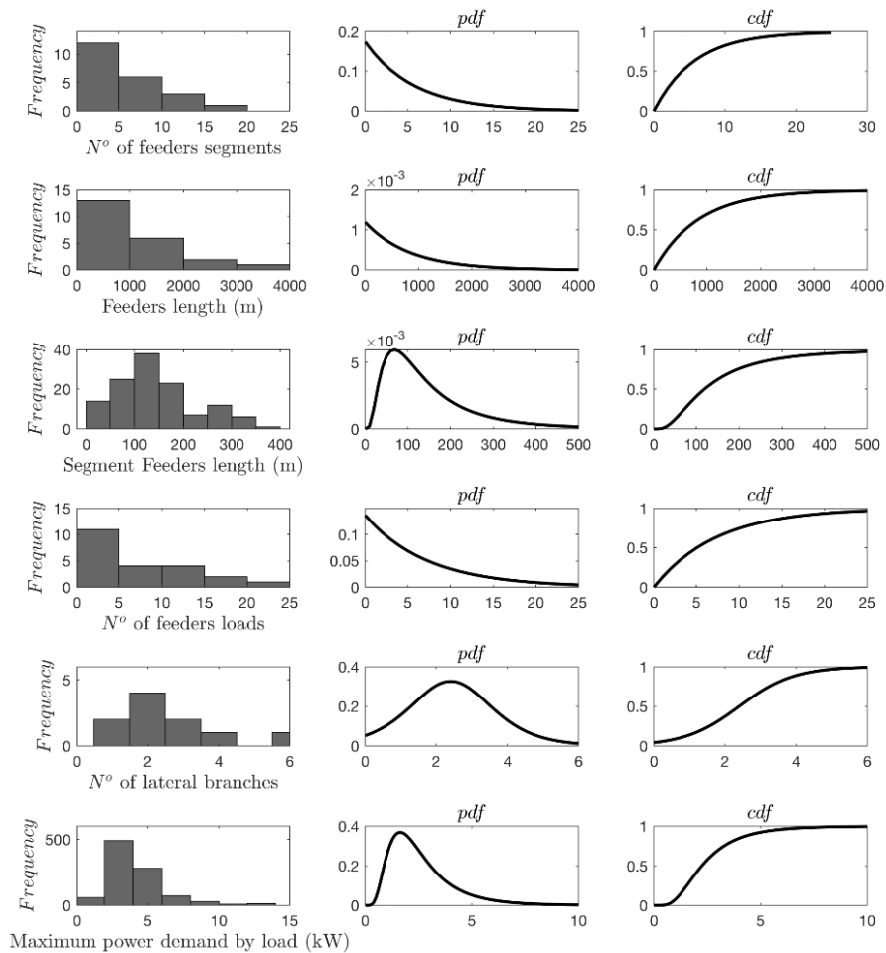 pdf
cdf
Frequency
10
5
0
0 5 10 15 20 25
Nº of feeders segments
0.2
0.1
0
0 5 10 15 20 25
1
0.5
0
0 10 20 30
pdf
cdf
Frequency
15
10
5
0
0 1000 2000 3000 4000
Feeders length (m)
×10-3
2
1
0
0 1000 2000 3000 4000
1
0.5
0
0 1000 2000 3000 4000
pdf
cdf
Frequency
40
20
0
0 100 200 300 400
Segment Feeders length (m)
×10-3
5
0
0 100 200 300 400 500
1
0.5
0
0 100 200 300 400 500
pdf
cdf
Frequency
15
10
5
0
0 5 10 15 20 25
Nº of feeders loads
0.1
0.05
0
0 5 10 15 20 25
1
0.5
0
0 5 10 15 20 25
pdf
cdf
Frequency
5
0
0 2 4 6
Nº of lateral branches
0.4
0.2
0
0 2 4 6
1
0.5
0
0 2 4 6
pdf
cdf
Frequency
500
0
0 5 10 15
Maximum power demand by load (kW)
0.4
0.2
0
0 5 10
1
0.5
0
0 5 10